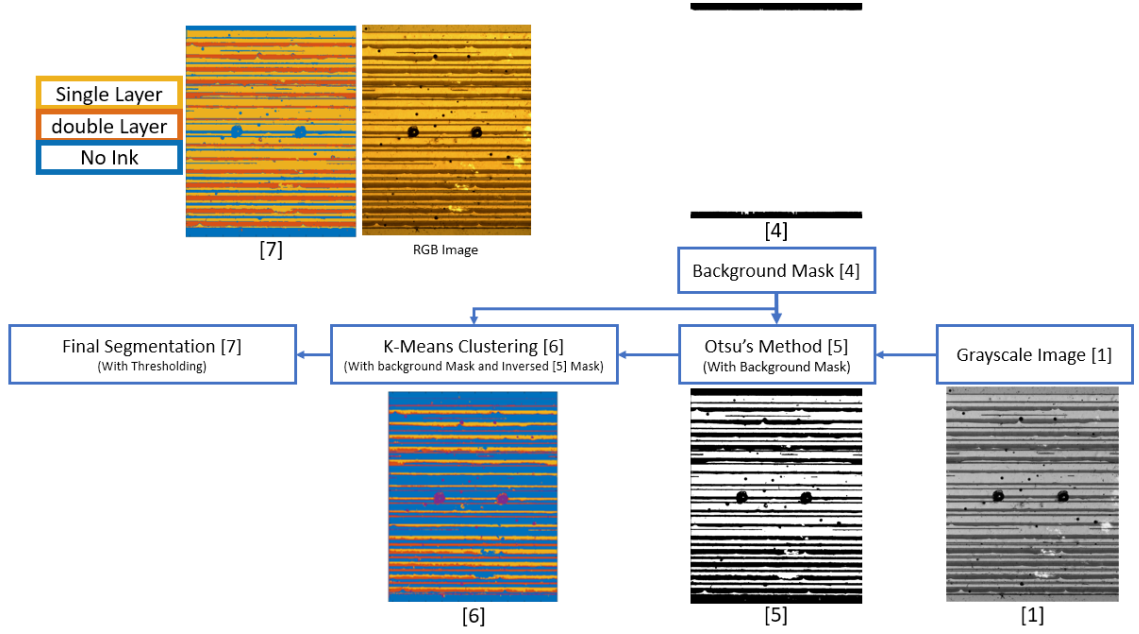 Single Layer
double Layer
No Ink
[7]
RGB Image
[4]
Background Mask [4]
Final Segmentation [7]
(With Thresholding)
K-Means Clustering [6]
(With background Mask and Inversed [5] Mask)
Otsu's Method [5]
(With Background Mask)
Grayscale Image [1]
[6]
[5]
[1]